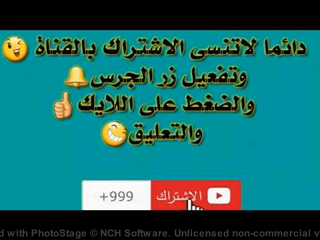 دائما لاتنسى الاشتراك بالقناة
وتفعيل زر الجرس
والضغط على اللايك
والتعليق
+999 الاشتراك
d with PhotoStage © NCH Software. Unlicensed non-commercial v